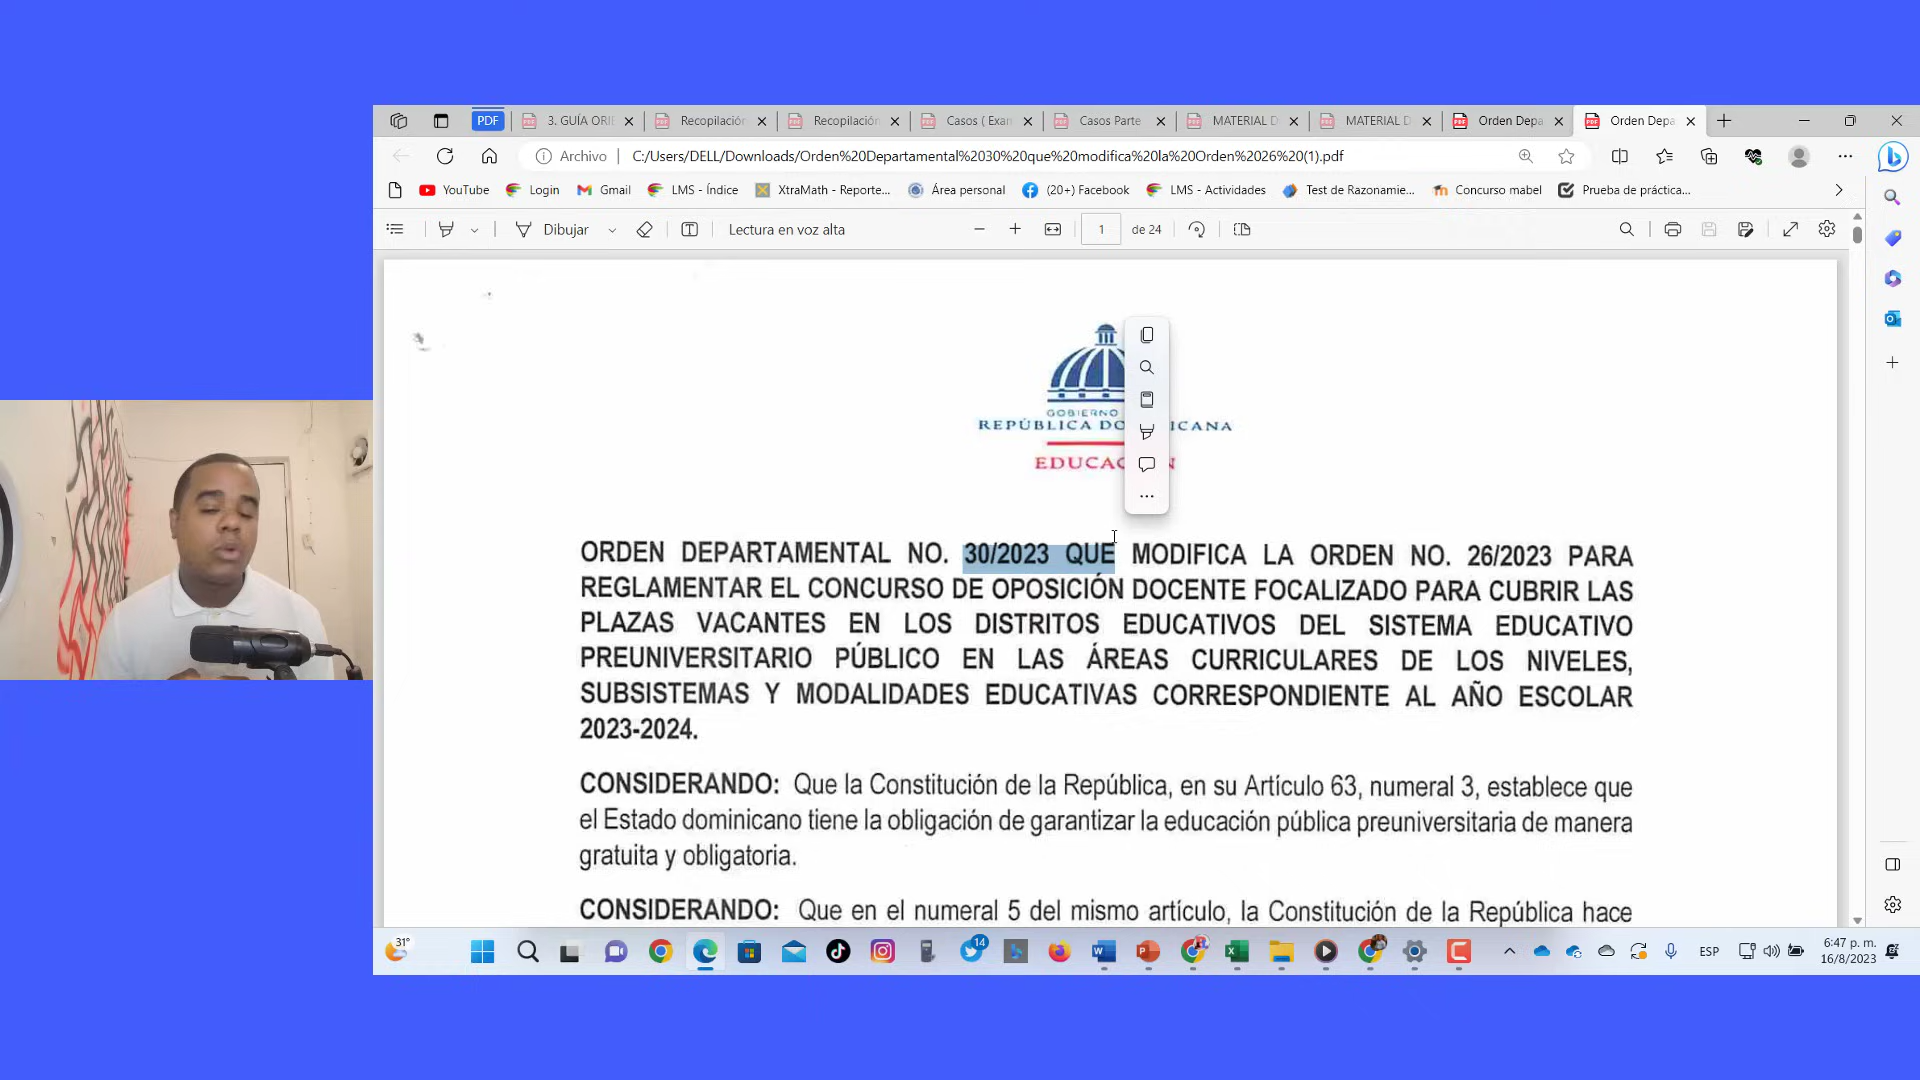 PDF
3. GUÍA ORIE
Recopilación
Recopilación
Casos ( Exan
Casos Parte
MATERIAL D
MATERIAL D
Orden Depa
Orden Depa
Archivo
C:/Users/DELL/Downloads/Orden%20Departamental%2030%20que%20modifica%20la%20Orden%2026%20(1).pdf
YouTube
Login
Gmail
LMS - Índice
XtraMath - Reporte...
Área personal
(20+) Facebook
LMS - Actividades
Test de Razonamie...
Concurso mabel
Prueba de práctica...
Dibujar
Lectura en voz alta
1
de 24
GOBIERNO
REPÚBLICA DO ICANA
EDUCAC N
ORDEN DEPARTAMENTAL NO. 30/2023 QUE MODIFICA LA ORDEN NO. 26/2023 PARA
REGLAMENTAR EL CONCURSO DE OPOSICIÓN DOCENTE FOCALIZADO PARA CUBRIR LAS
PLAZAS VACANTES EN LOS DISTRITOS EDUCATIVOS DEL SISTEMA EDUCATIVO
PREUNIVERSITARIO PÚBLICO EN LAS ÁREAS CURRICULARES DE LOS NIVELES,
SUBSISTEMAS Y MODALIDADES EDUCATIVAS CORRESPONDIENTE AL AÑO ESCOLAR
2023-2024.
CONSIDERANDO: Que la Constitución de la República, en su Artículo 63, numeral 3, establece que
el Estado dominicano tiene la obligación de garantizar la educación pública preuniversitaria de manera
gratuita y obligatoria.
CONSIDERANDO: Que en el numeral 5 del mismo artículo, la Constitución de la República hace
31°
14
ESP
6:47 p. m.
16/8/2023